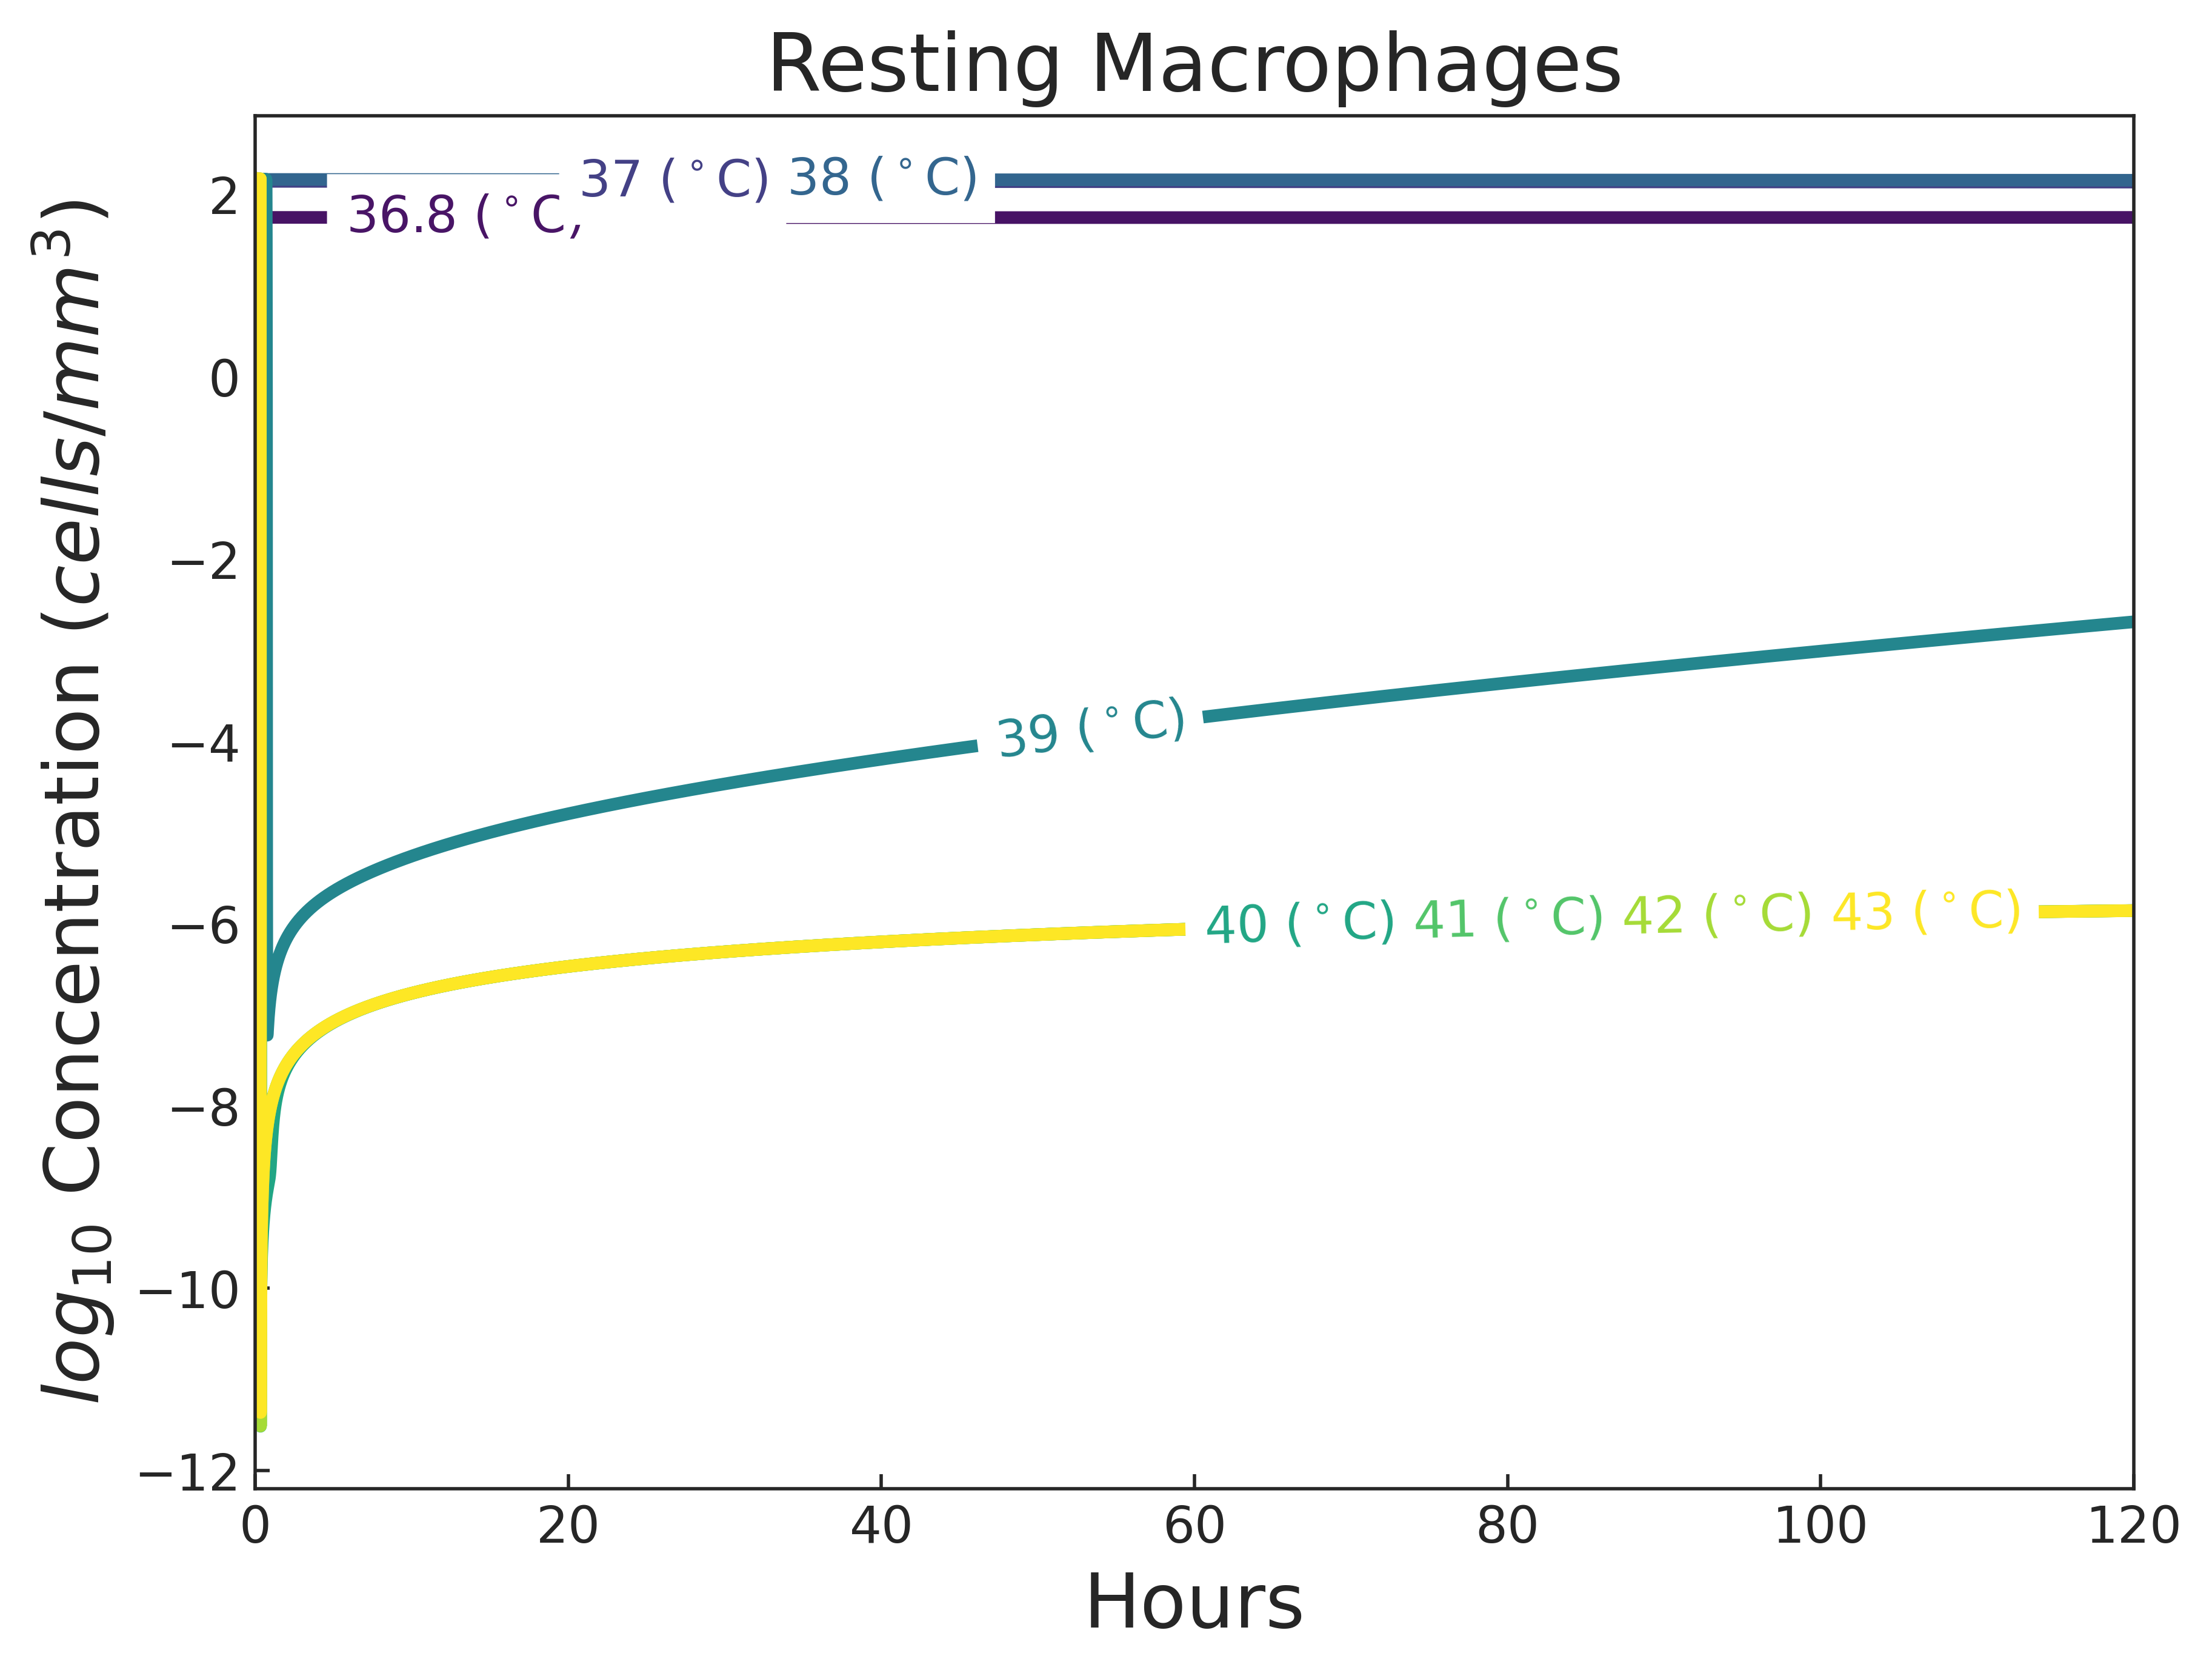 Resting Macrophages
log₁₀ Concentration (cells/mm³)
2
0
−2
−4
−6
−8
−10
−12
37 (°C) 38 (°C)
36.8 (°C,
39 (°C)
40 (°C) 41 (°C) 42 (°C) 43 (°C)
0 20 40 60 80 100 120
Hours